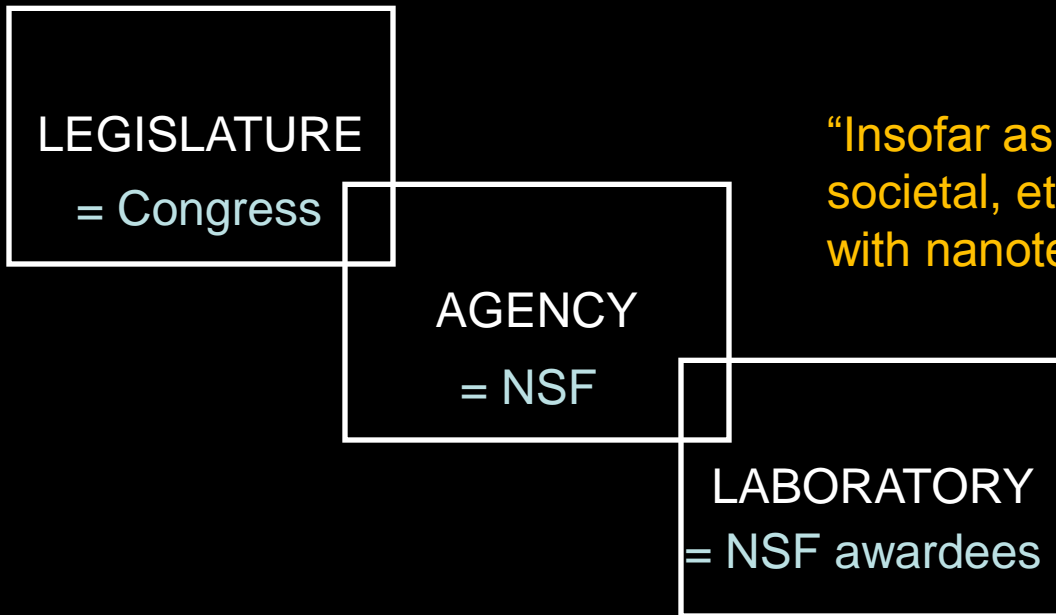 LEGISLATURE
= Congress
“Insofar as
societal, et
with nanote
AGENCY
= NSF
LABORATORY
= NSF awardees